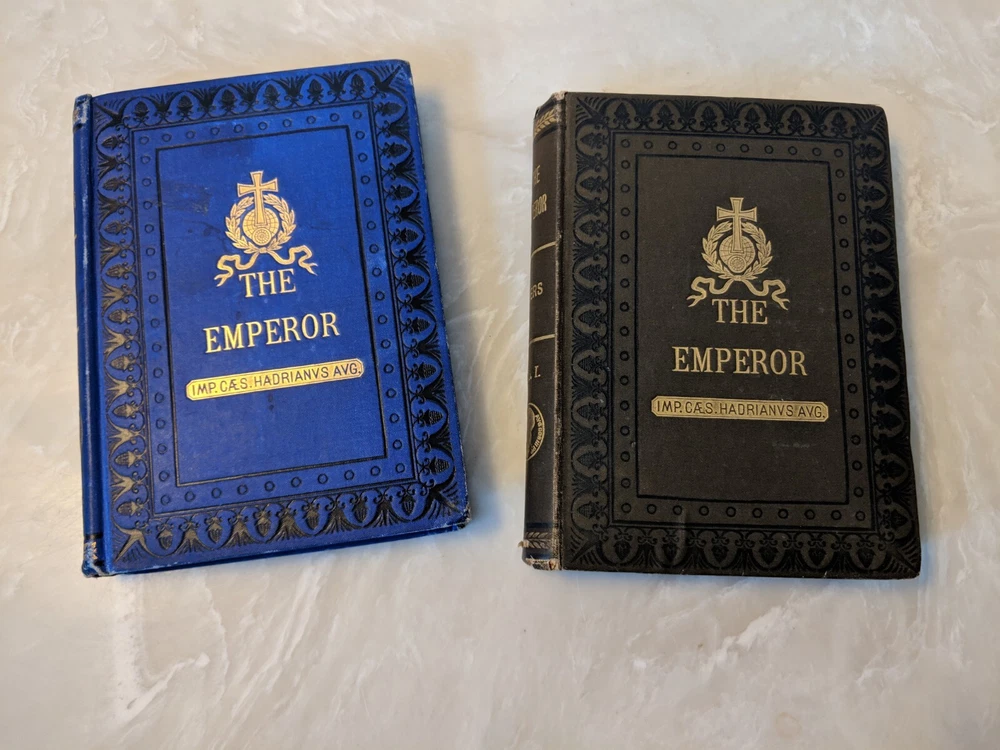 THE
EMPEROR
IMP. CÆS. HADRIANVS AVG.
THE
EMPEROR
IMP. CÆS. HADRIANVS AVG.